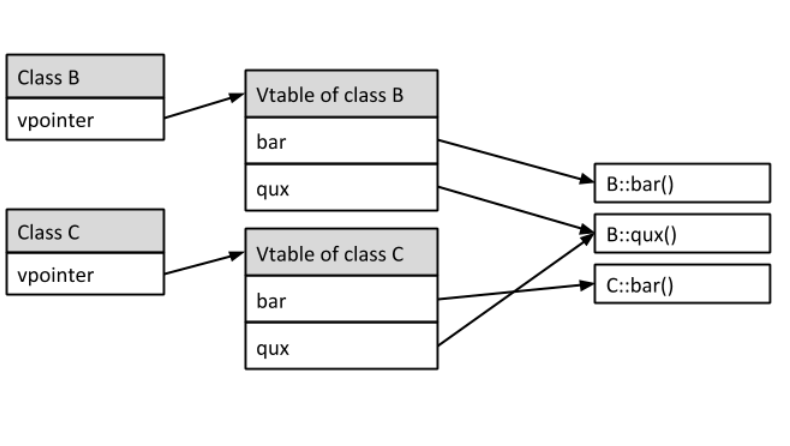 Class B
vpointer
Vtable of class B
bar
qux
Class C
vpointer
Vtable of class C
bar
qux
B::bar()
B::qux()
C::bar()